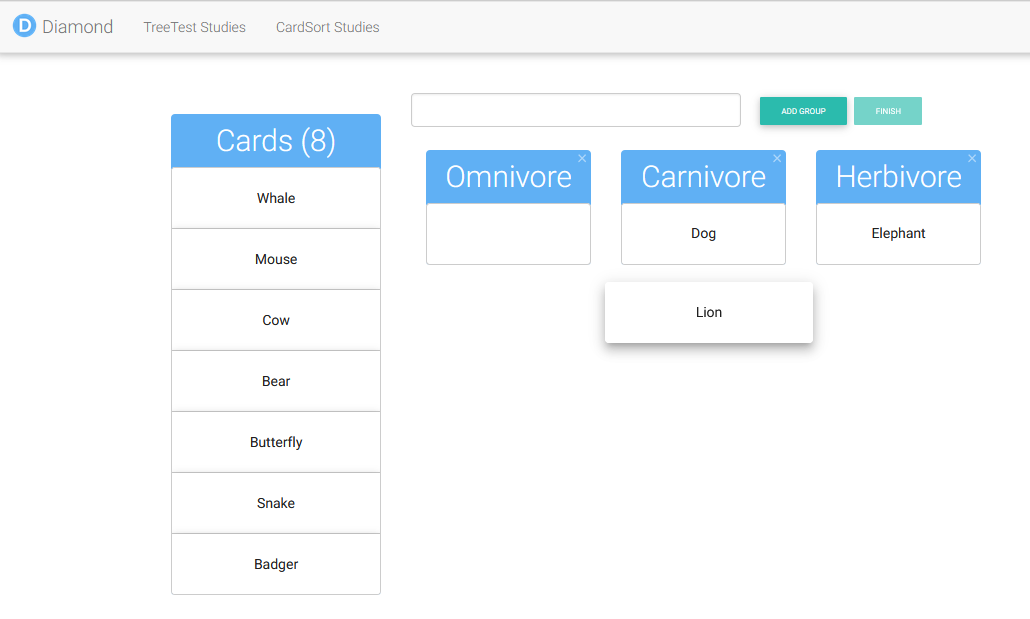 D Diamond TreeTest Studies CardSort Studies
ADD GROUP FINISH
Cards (8)
Whale
Mouse
Cow
Bear
Butterfly
Snake
Badger
Omnivore × Carnivore × Herbivore ×
Dog Elephant
Lion